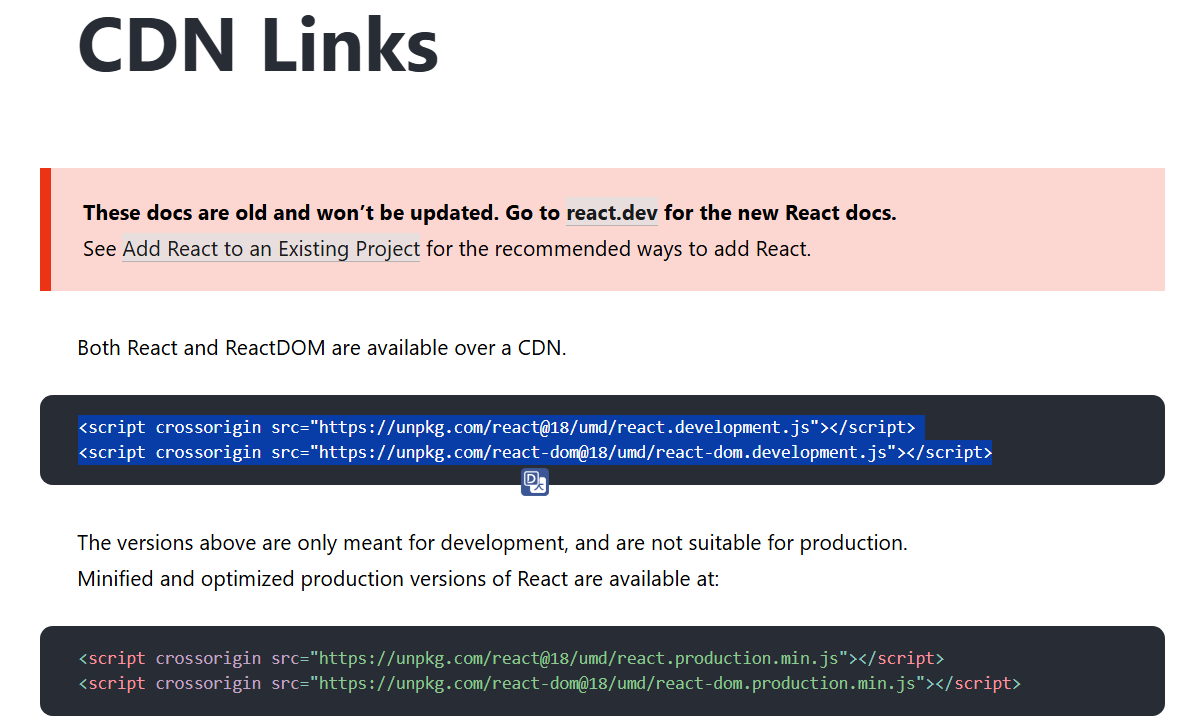 CDN Links
These docs are old and won’t be updated. Go to react.dev for the new React docs.
See Add React to an Existing Project for the recommended ways to add React.
Both React and ReactDOM are available over a CDN.
<script crossorigin src="https://unpkg.com/react@18/umd/react.development.js"></script>
<script crossorigin src="https://unpkg.com/react-dom@18/umd/react-dom.development.js"></script>
The versions above are only meant for development, and are not suitable for production.
Minified and optimized production versions of React are available at:
<script crossorigin src="https://unpkg.com/react@18/umd/react.production.min.js"></script>
<script crossorigin src="https://unpkg.com/react-dom@18/umd/react-dom.production.min.js"></script>